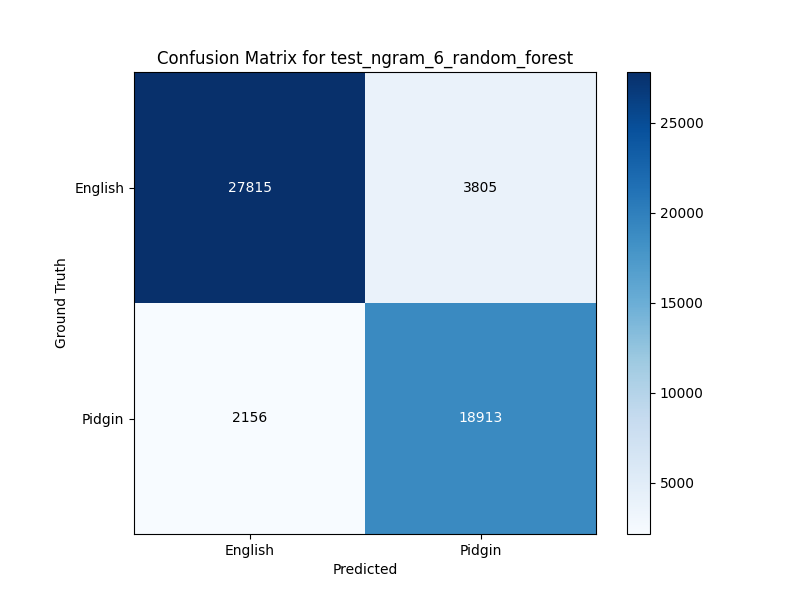 Confusion Matrix for test_ngram_6_random_forest
English
27815
3805
Pidgin
2156
18913
English
Pidgin
Predicted
Ground Truth
25000
20000
15000
10000
5000